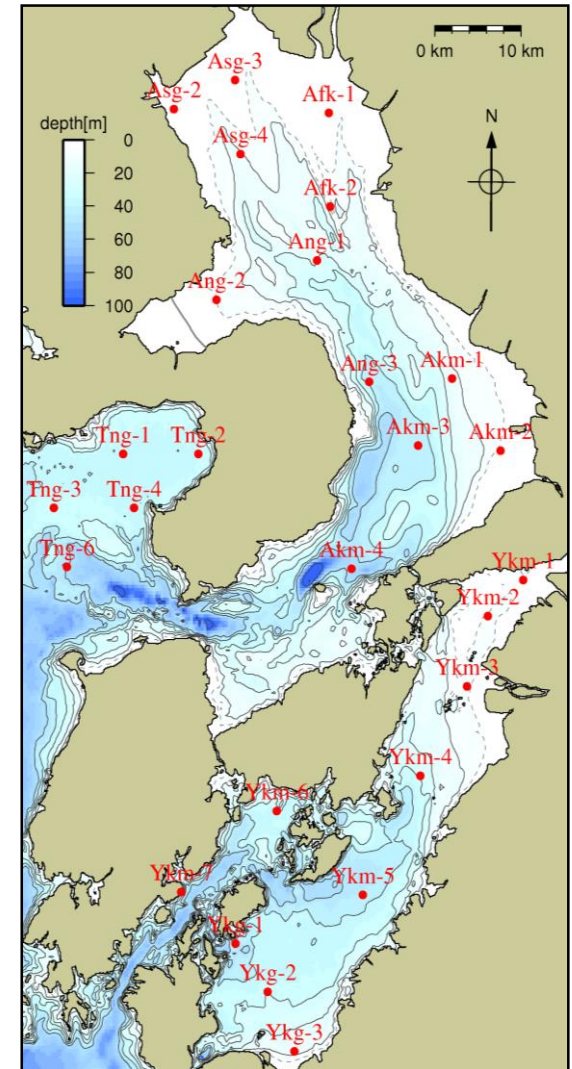 0 km 10 km
Asg-3
Asg-2
Afk-1
N
depth[m]
0
20
40
60
80
100
Asg-4
Afk-2
Ang-1
Ang-2
Ang-3
Akm-1
Akm-3
Akm-2
Tng-1
Tng-2
Tng-3
Tng-4
Tng-6
Akm-4
Ykm-1
Ykm-2
Ykm-3
Ykm-4
Ykm-6
Ykm-7
Ykm-5
Ykg-1
Ykg-2
Ykg-3